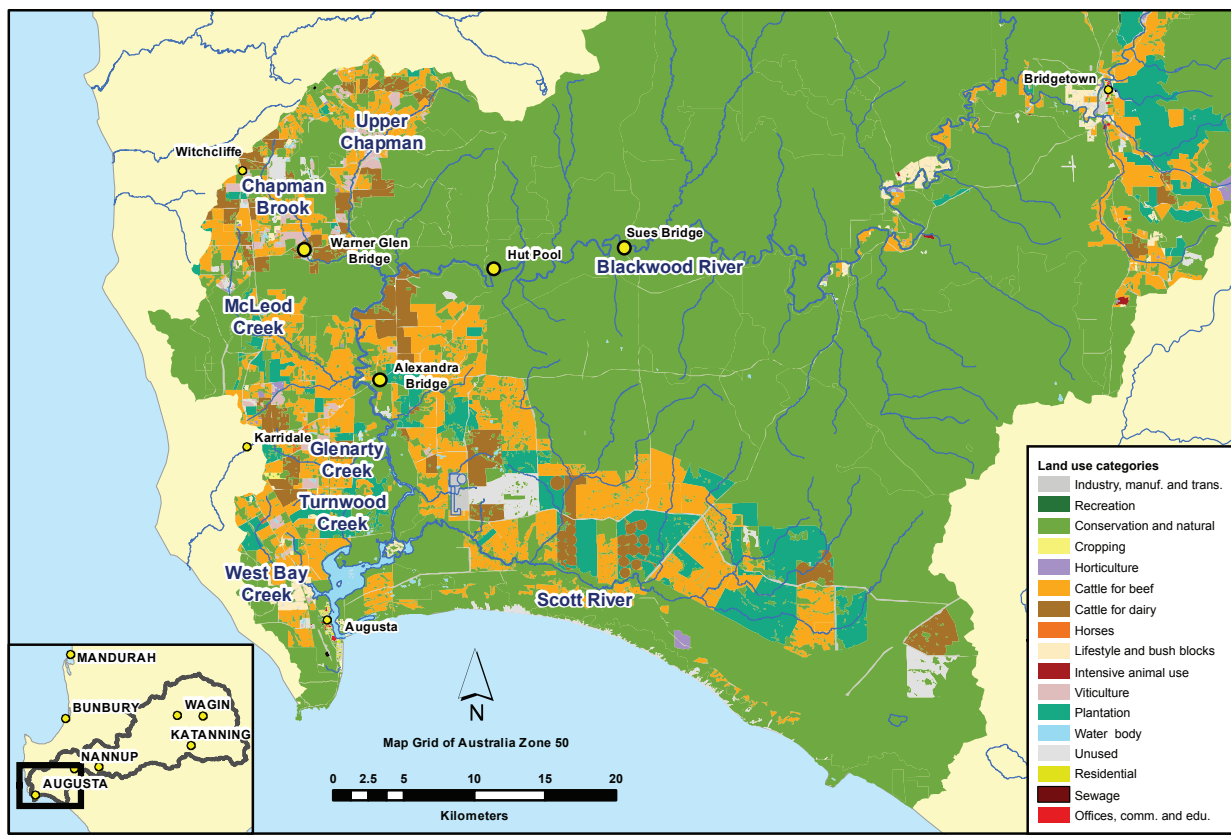 Bridgetown
Upper
Chapman
Witchcliffe
Chapman
Brook
Warner Glen
Bridge
Hut Pool
Sues Bridge
Blackwood River
McLeod
Creek
Alexandra
Bridge
Karridale
Glenarty
Creek
Turnwood
Creek
West Bay
Creek
Scott River
Augusta
Land use categories
Industry, manuf. and trans.
Recreation
Conservation and natural
Cropping
Horticulture
Cattle for beef
Cattle for dairy
Horses
Lifestyle and bush blocks
Intensive animal use
Viticulture
Plantation
Water body
Unused
Residential
Sewage
Offices, comm. and edu.
MANDURAH
BUNBURY
WAGIN
KATANNING
NANNUP
AUGUSTA
N
Map Grid of Australia Zone 50
0 2.5 5 10 15 20
Kilometers